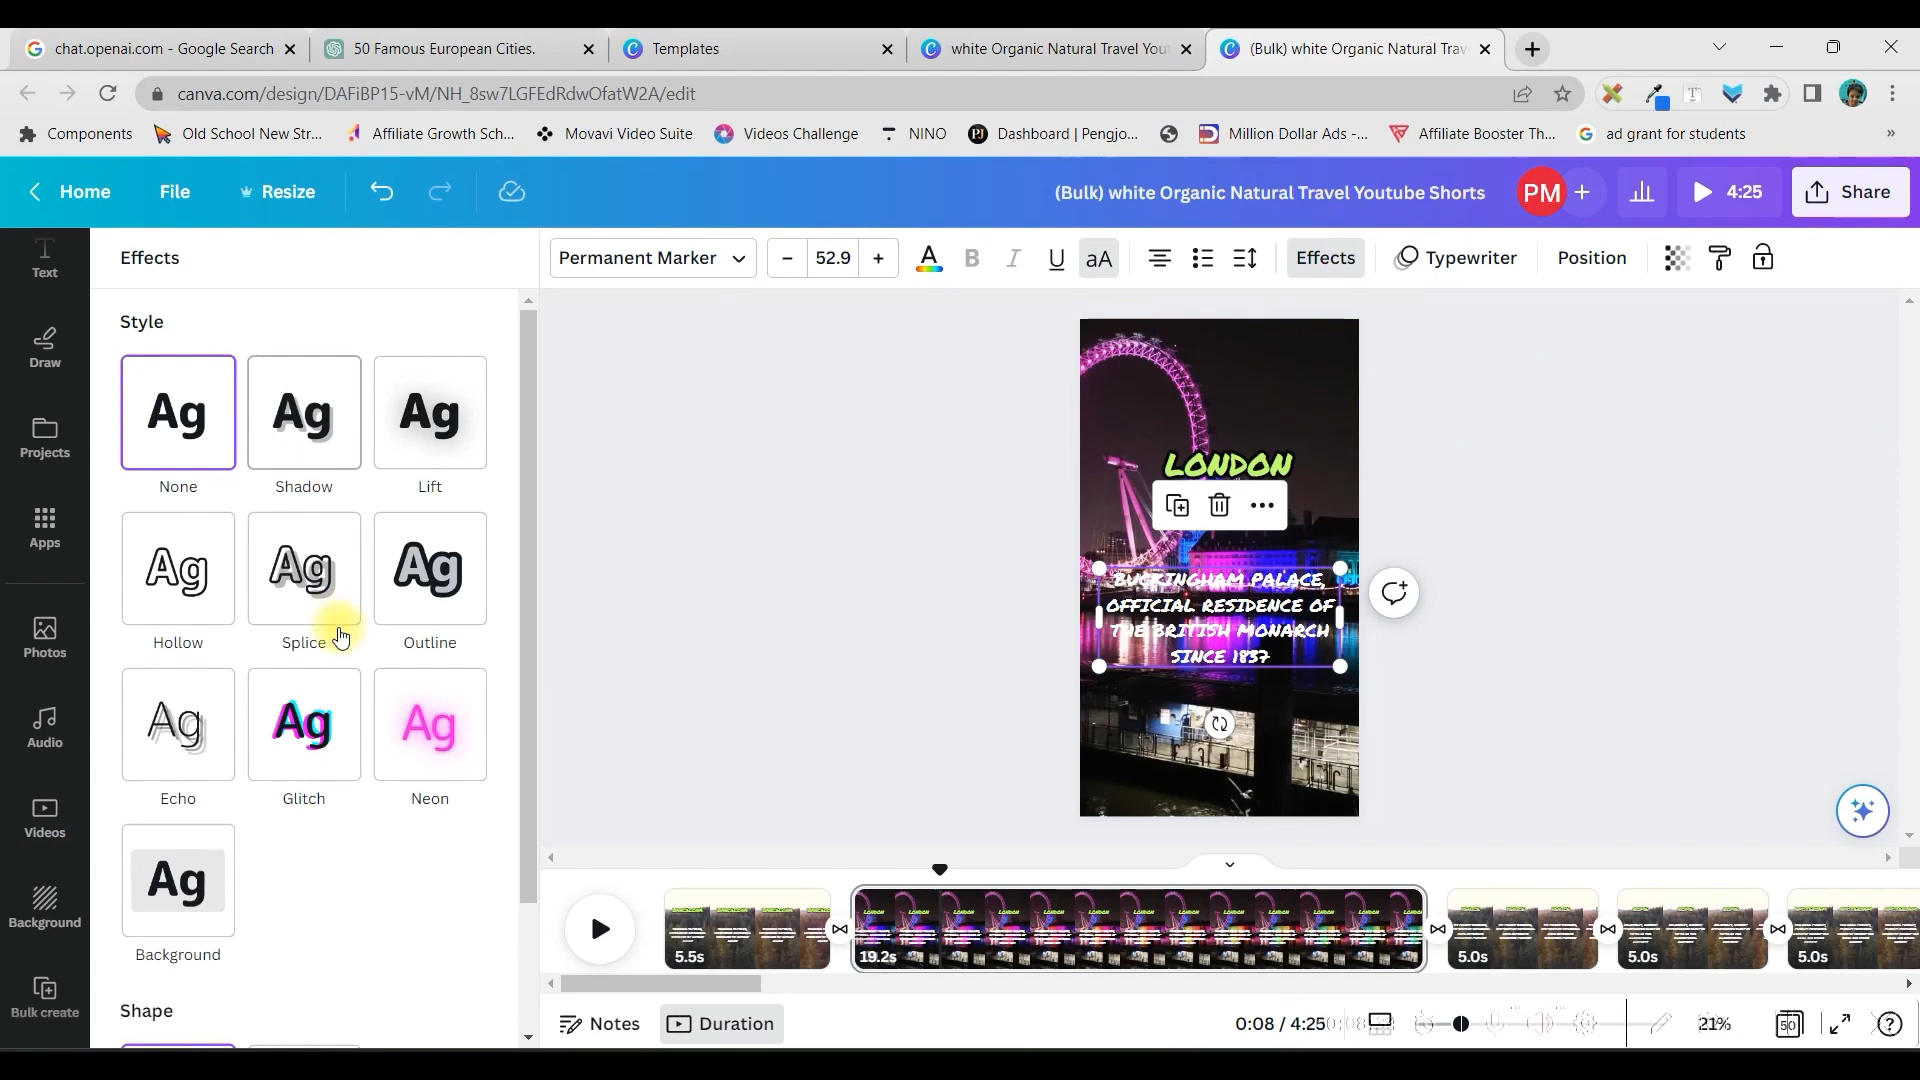 chat.openai.com - Google Search
50 Famous European Cities.
Templates
white Organic Natural Travel You
(Bulk) white Organic Natural Trav
canva.com/design/DAFiBP15-vM/NH_8sw7LGFEdRdwOfatW2A/edit
Components
Old School New Str...
Affiliate Growth Sch...
Movavi Video Suite
Videos Challenge
NINO
Dashboard | Pengjo...
Million Dollar Ads -...
Affiliate Booster Th...
ad grant for students
»
Home
File
Resize
(Bulk) white Organic Natural Travel Youtube Shorts
PM
4:25
Share
Text
Draw
Projects
Apps
Photos
Audio
Videos
Background
Bulk create
Effects
Permanent Marker
- 52.9 +
A
B
I
U
aA
Effects
Typewriter
Position
Style
Ag
None
Ag
Shadow
Ag
Lift
Ag
Hollow
Ag
Splice
Ag
Outline
Ag
Echo
Ag
Glitch
Ag
Neon
Ag
Background
Shape
LONDON
BUCKINGHAM PALACE,
OFFICIAL RESIDENCE OF
THE BRITISH MONARCH
SINCE 1837
5.5s
19.2s
5.0s
5.0s
5.0s
Notes
Duration
0:08 / 4:25
21%
50